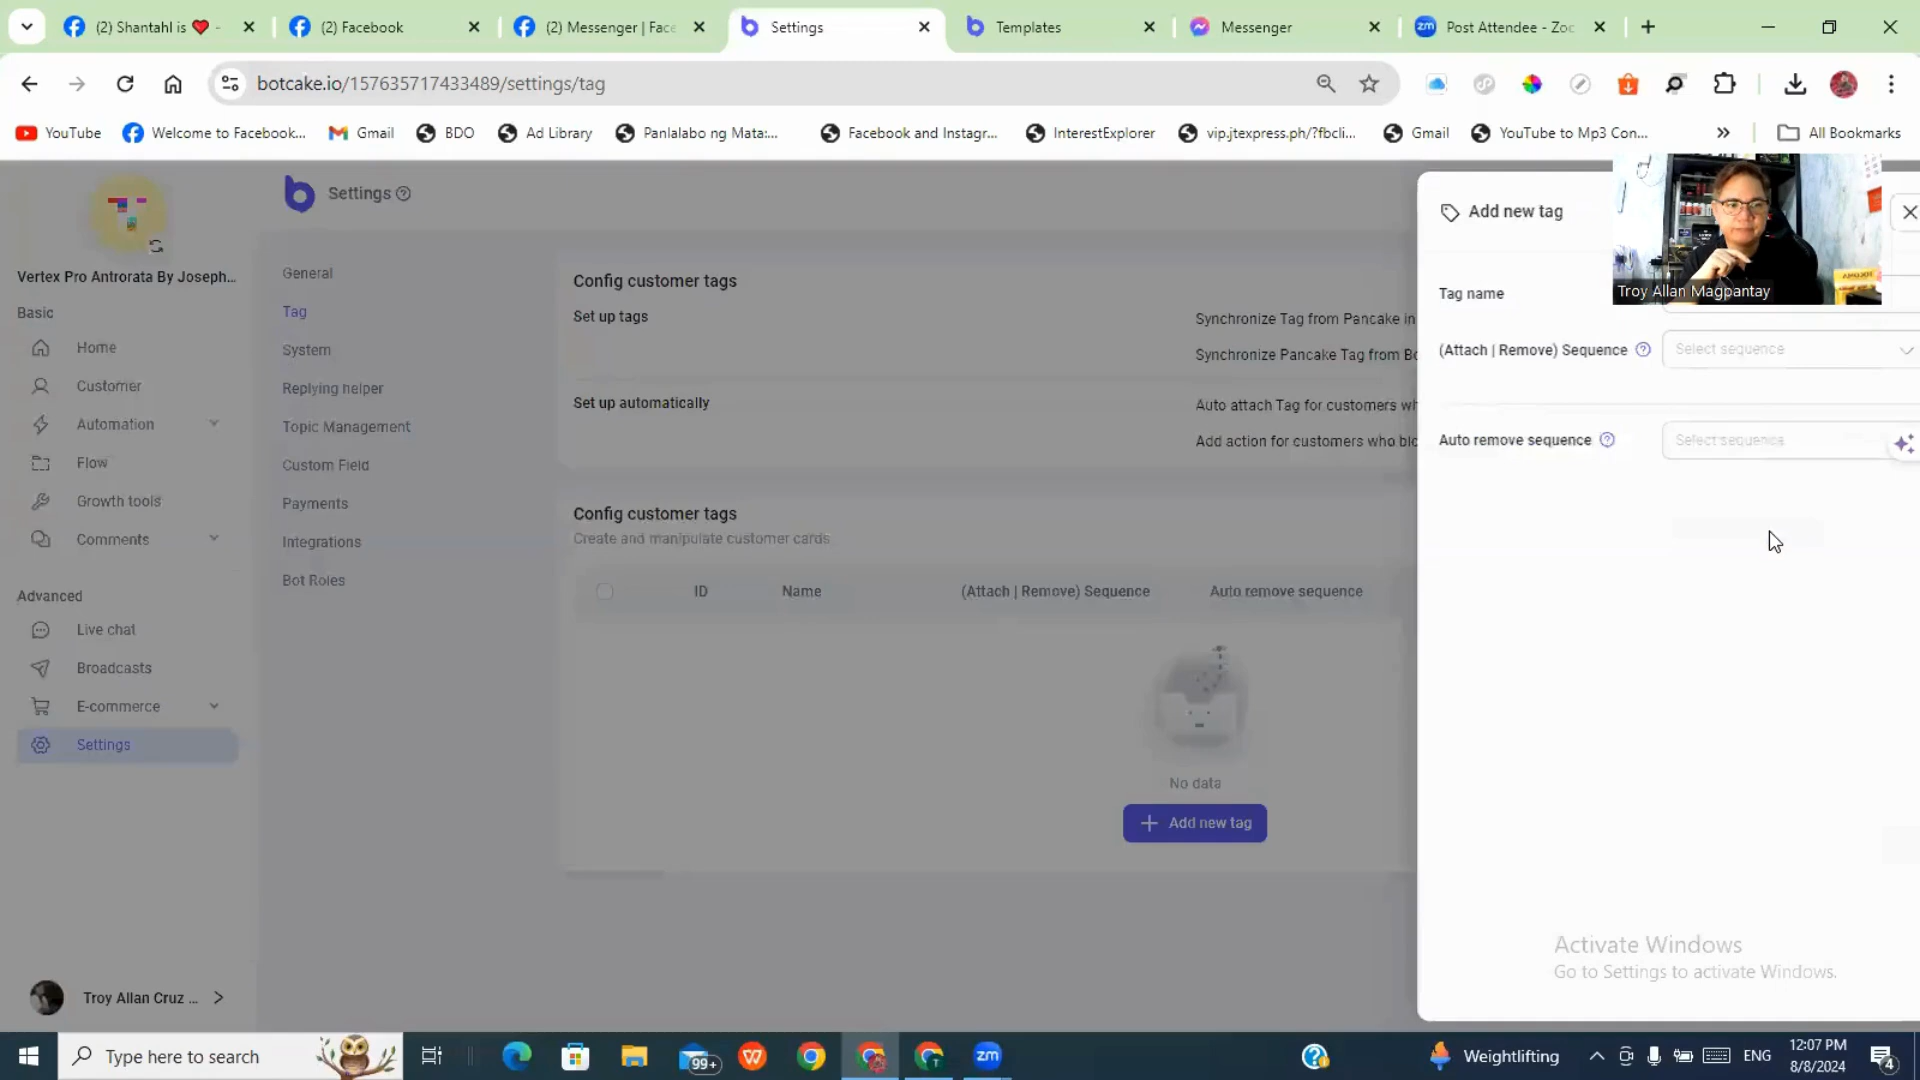 (2) Shantahl is ❤️ -
(2) Facebook
(2) Messenger | Face
Settings
Templates
Messenger
Post Attendee - Zoo
botcake.io/157635717433489/settings/tag
YouTube
Welcome to Facebook...
Gmail
BDO
Ad Library
Panlalabo ng Mata:...
Facebook and Instagr...
InterestExplorer
vip.jtexpress.ph/?fbcli...
Gmail
YouTube to Mp3 Con...
All Bookmarks
Vertex Pro Antrorata By Joseph...
Basic
Home
Customer
Automation
Flow
Growth tools
Comments
Advanced
Live chat
Broadcasts
E-commerce
Settings
Troy Allan Cruz ...
Settings
General
Tag
System
Replying helper
Topic Management
Custom Field
Payments
Integrations
Bot Roles
Config customer tags
Set up tags
Synchronize Tag from Pancake in
Synchronize Pancake Tag from Bo
Set up automatically
Auto attach Tag for customers wh
Add action for customers who blo
Config customer tags
Create and manipulate customer cards
ID
Name
(Attach | Remove) Sequence
Auto remove sequence
No data
Add new tag
Add new tag
Tag name
(Attach | Remove) Sequence
Select sequence
Auto remove sequence
Select sequence
Troy Allan Magpantay
Activate Windows
Go to Settings to activate Windows.
Type here to search
99+
zm
Weightlifting
ENG
12:07 PM
8/8/2024
4